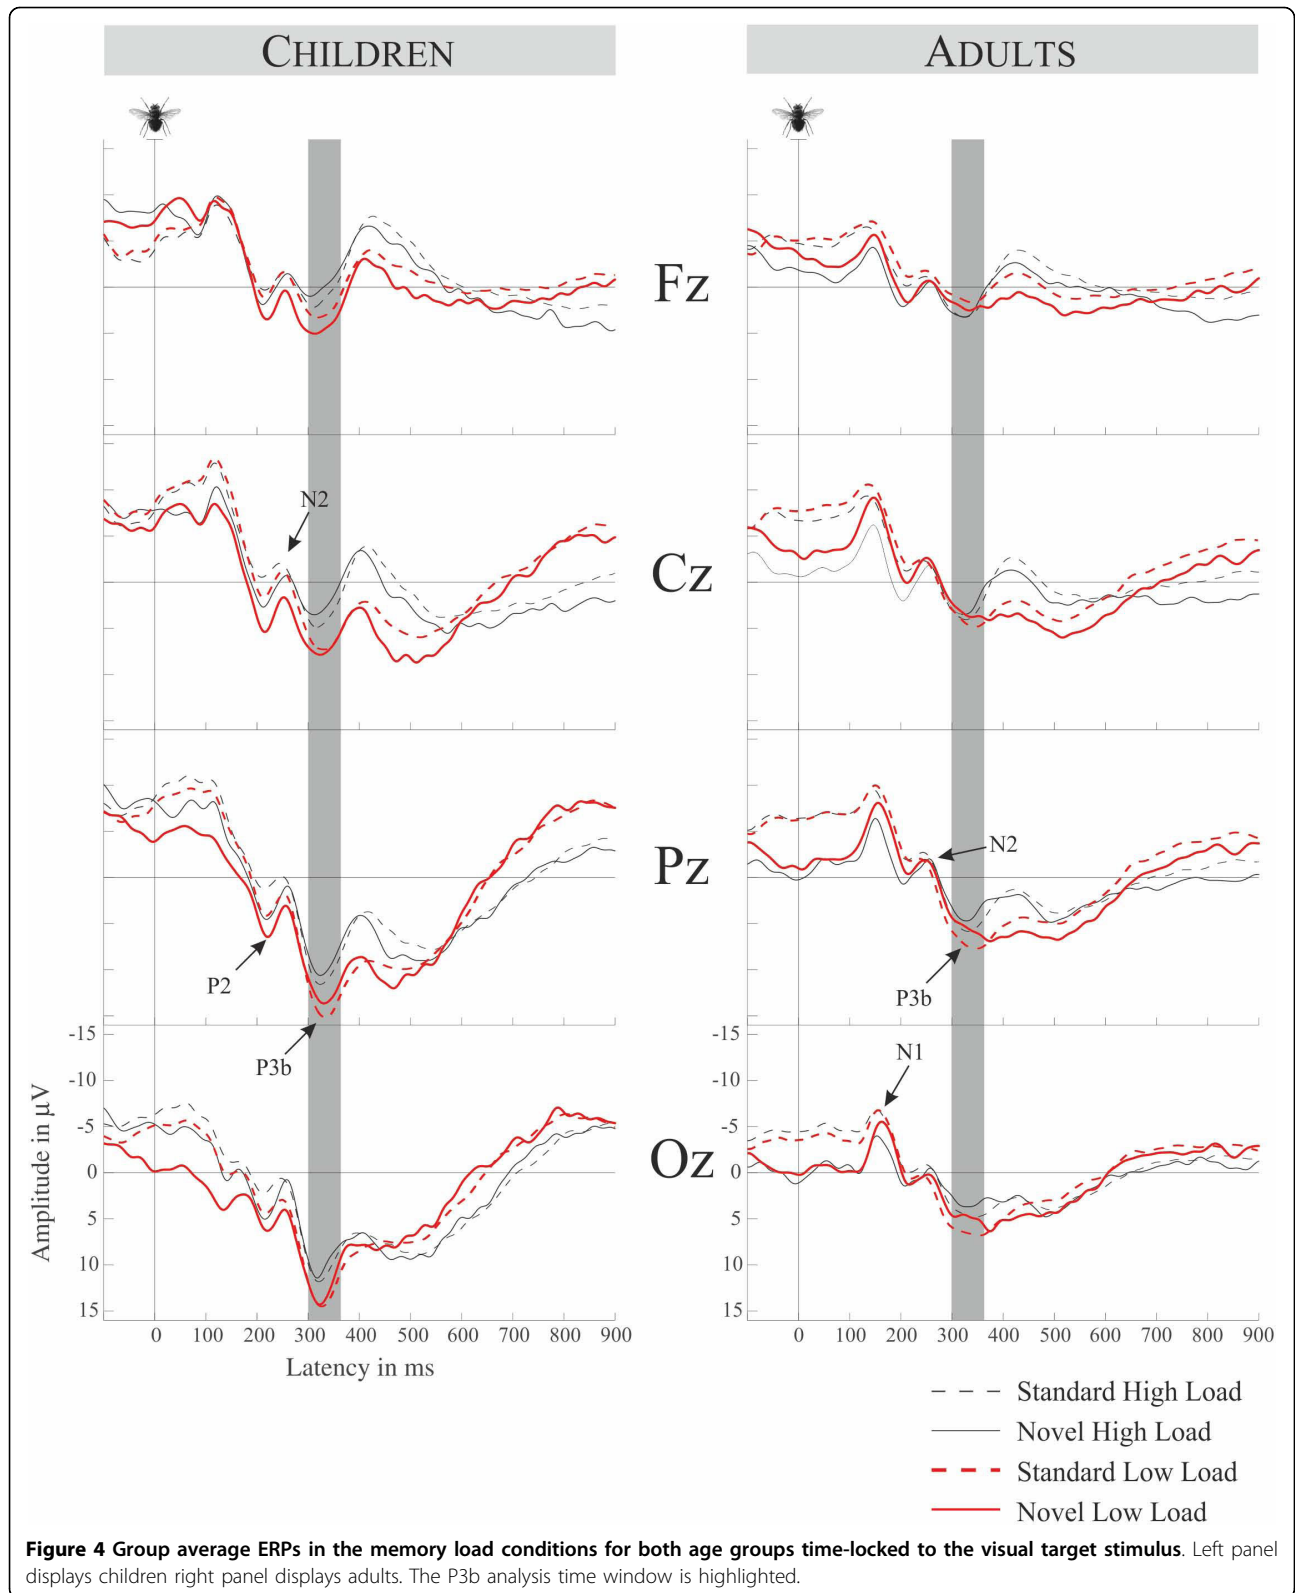 CHILDREN
ADULTS
Fz
N2
Cz
N2
Pz
P2
P3b
P3b
N1
Oz
Amplitude in µV
-15
-10
-5
0
5
10
15
-15
-10
-5
0
5
10
15
0 100 200 300 400 500 600 700 800 900
0 100 200 300 400 500 600 700 800 900
Latency in ms
Standard High Load
Novel High Load
Standard Low Load
Novel Low Load
Figure 4 Group average ERPs in the memory load conditions for both age groups time-locked to the visual target stimulus. Left panel
displays children right panel displays adults. The P3b analysis time window is highlighted.